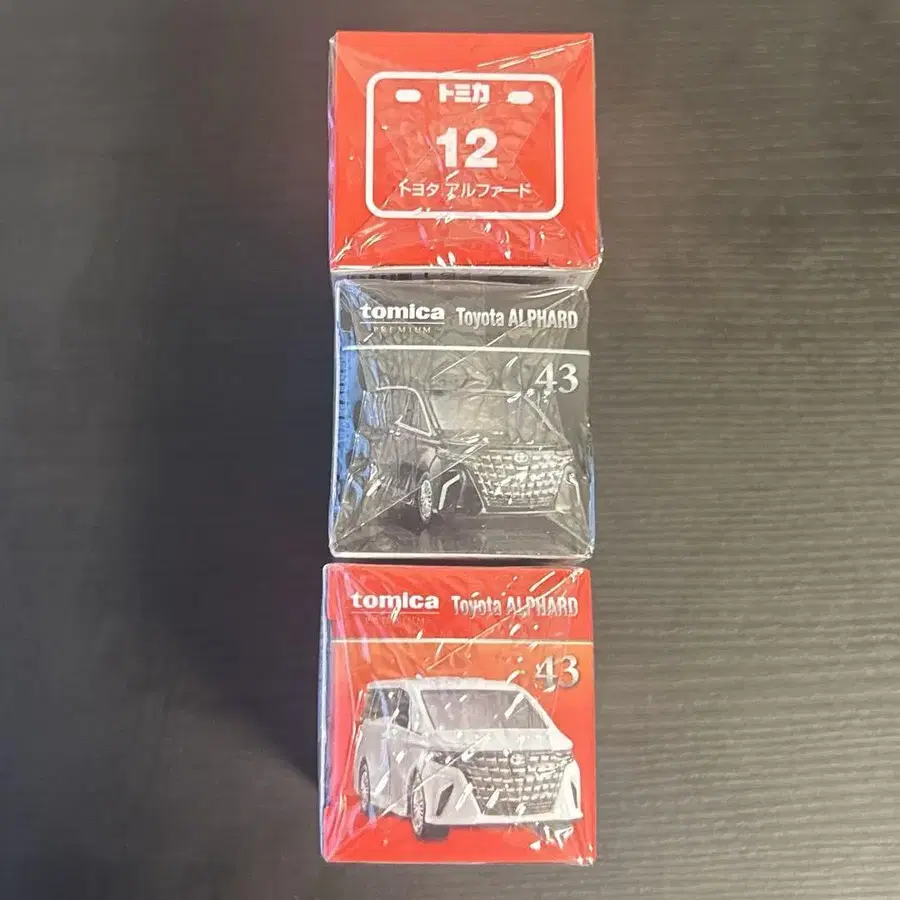 トミカ
12
トヨタ アルファード
tomica Toyota ALPHARD
PREMIUM
43
tomica Toyota ALPHARD
PREMIUM
43